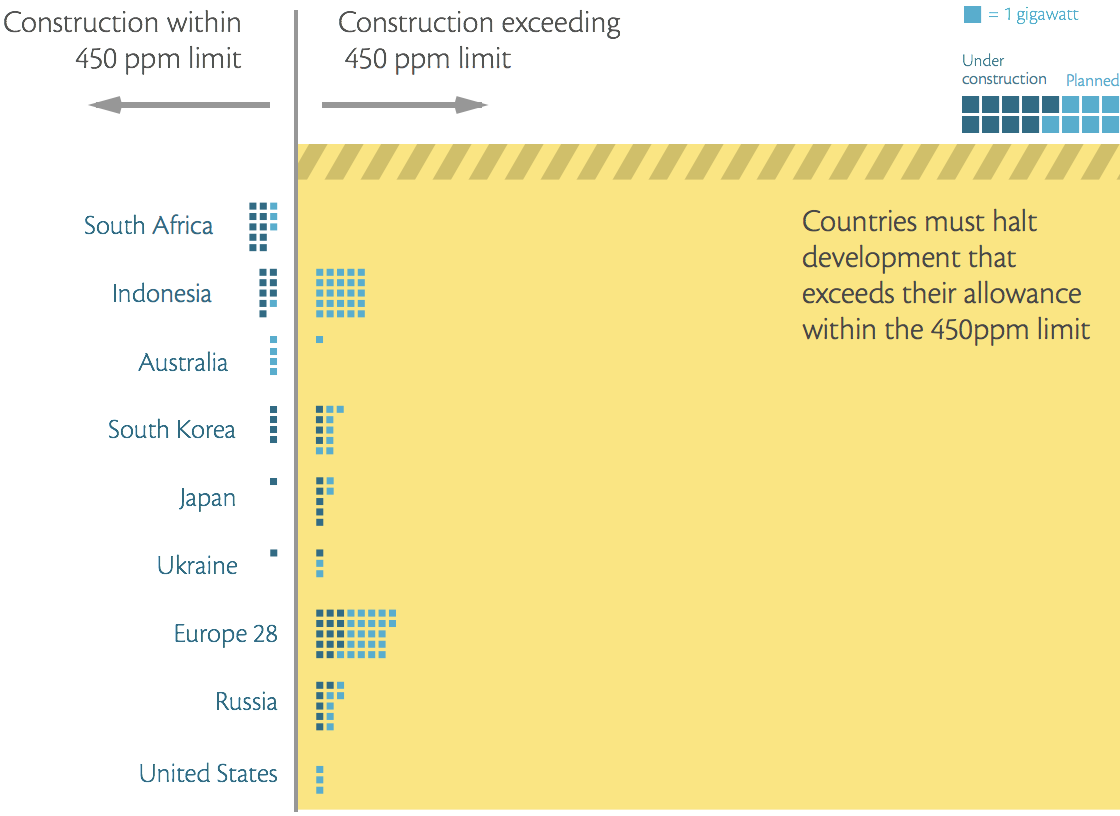 Construction within
450 ppm limit
Construction exceeding
450 ppm limit
= 1 gigawatt
Under
construction
Planned
Countries must halt
development that
exceeds their allowance
within the 450ppm limit
South Africa
Indonesia
Australia
South Korea
Japan
Ukraine
Europe 28
Russia
United States